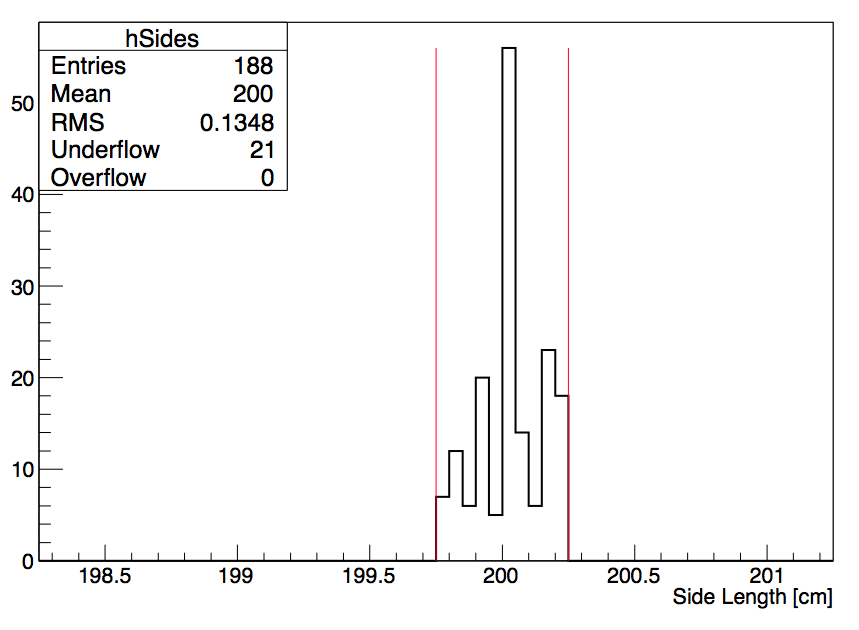 hSides
Entries 188
Mean 200
RMS 0.1348
Underflow 21
Overflow 0
50
40
30
20
10
0
198.5 199 199.5 200 200.5 201
Side Length [cm]